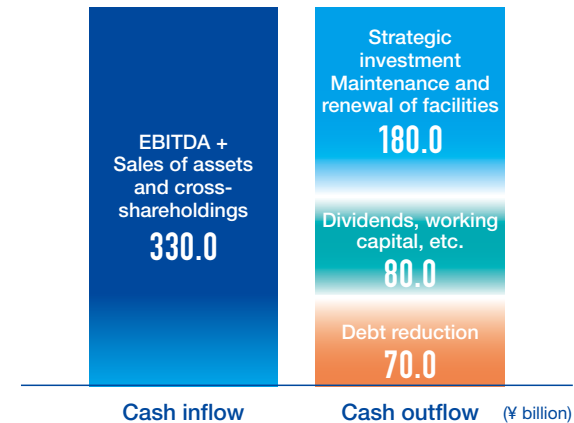 EBITDA +
Sales of assets
and cross-
shareholdings
330.0
Strategic
investment
Maintenance and
renewal of facilities
180.0
Dividends, working
capital, etc.
80.0
Debt reduction
70.0
Cash inflow
Cash outflow
(¥ billion)